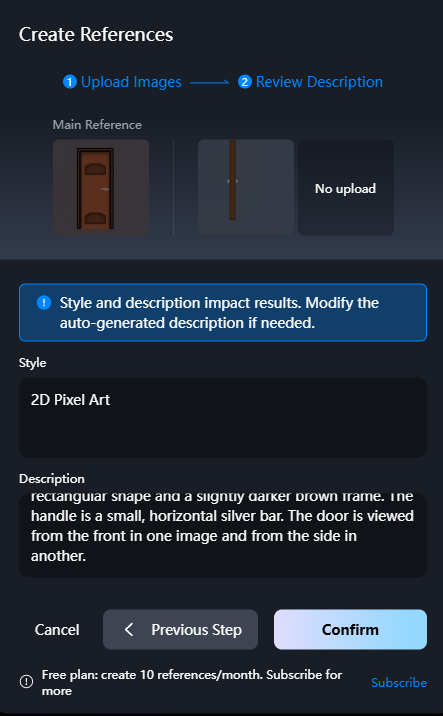 Create References
1 Upload Images
2 Review Description
Main Reference
No upload
Style and description impact results. Modify the
auto-generated description if needed.
Style
2D Pixel Art
Description
rectangular shape and a slightly darker brown frame. The
handle is a small, horizontal silver bar. The door is viewed
from the front in one image and from the side in
another.
Cancel
Previous Step
Confirm
Free plan: create 10 references/month. Subscribe for
more
Subscribe